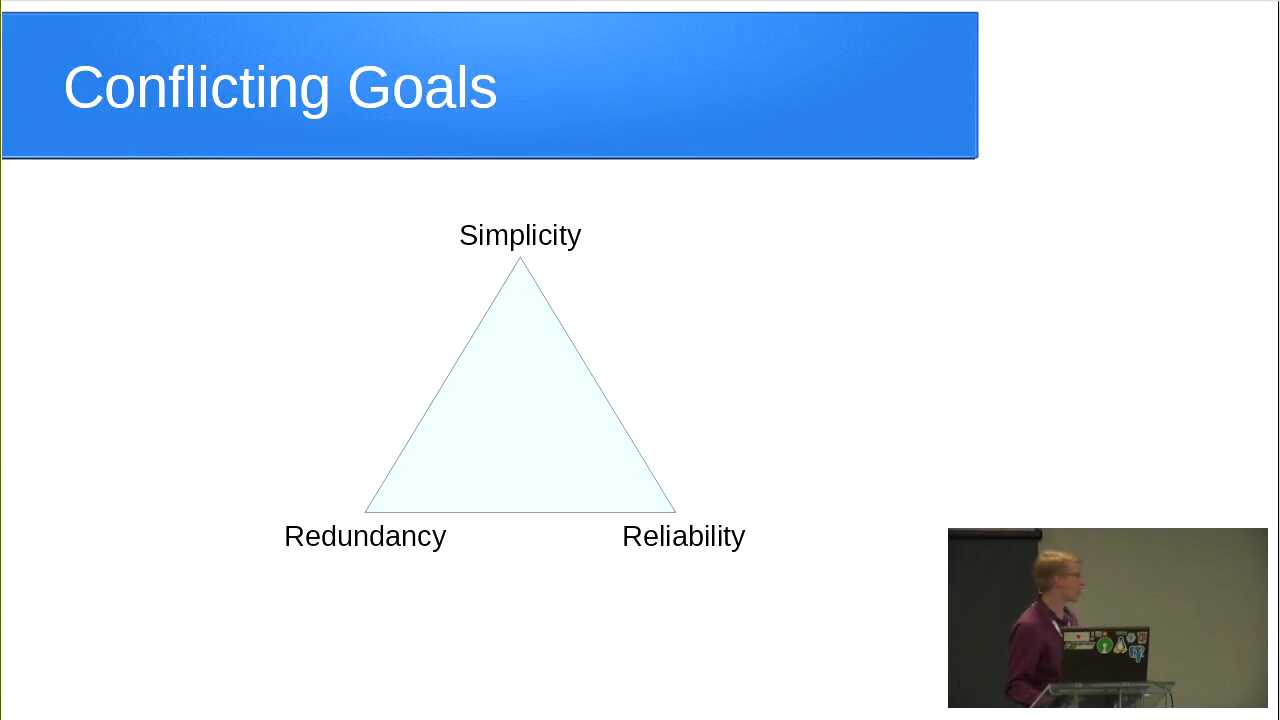 Conflicting Goals
Simplicity
Redundancy
Reliability